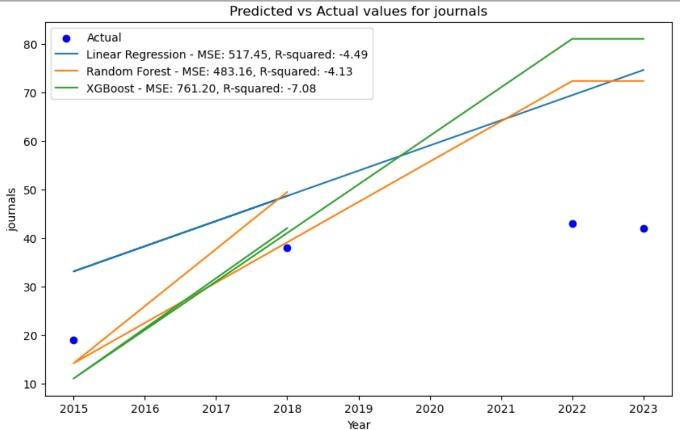 Predicted vs Actual values for journals
Actual
Linear Regression - MSE: 517.45, R-squared: -4.49
Random Forest - MSE: 483.16, R-squared: -4.13
XGBoost - MSE: 761.20, R-squared: -7.08
journals
80
70
60
50
40
30
20
10
2015 2016 2017 2018 2019 2020 2021 2022 2023
Year